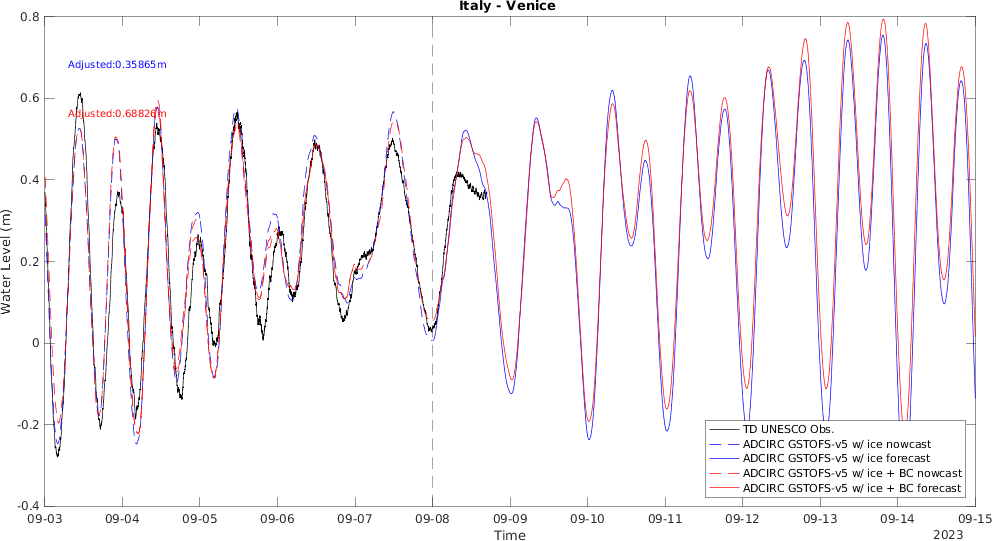 Italy - Venice
Adjusted:0.35865m
Adjusted:0.68826m
Water Level (m)
0.8
0.6
0.4
0.2
0
-0.2
-0.4
TD UNESCO Obs.
ADCIRC GSTOFS-v5 w/ ice nowcast
ADCIRC GSTOFS-v5 w/ ice forecast
ADCIRC GSTOFS-v5 w/ ice + BC nowcast
ADCIRC GSTOFS-v5 w/ ice + BC forecast
09-03 09-04 09-05 09-06 09-07 09-08 09-09 09-10 09-11 09-12 09-13 09-14 09-15
Time
2023